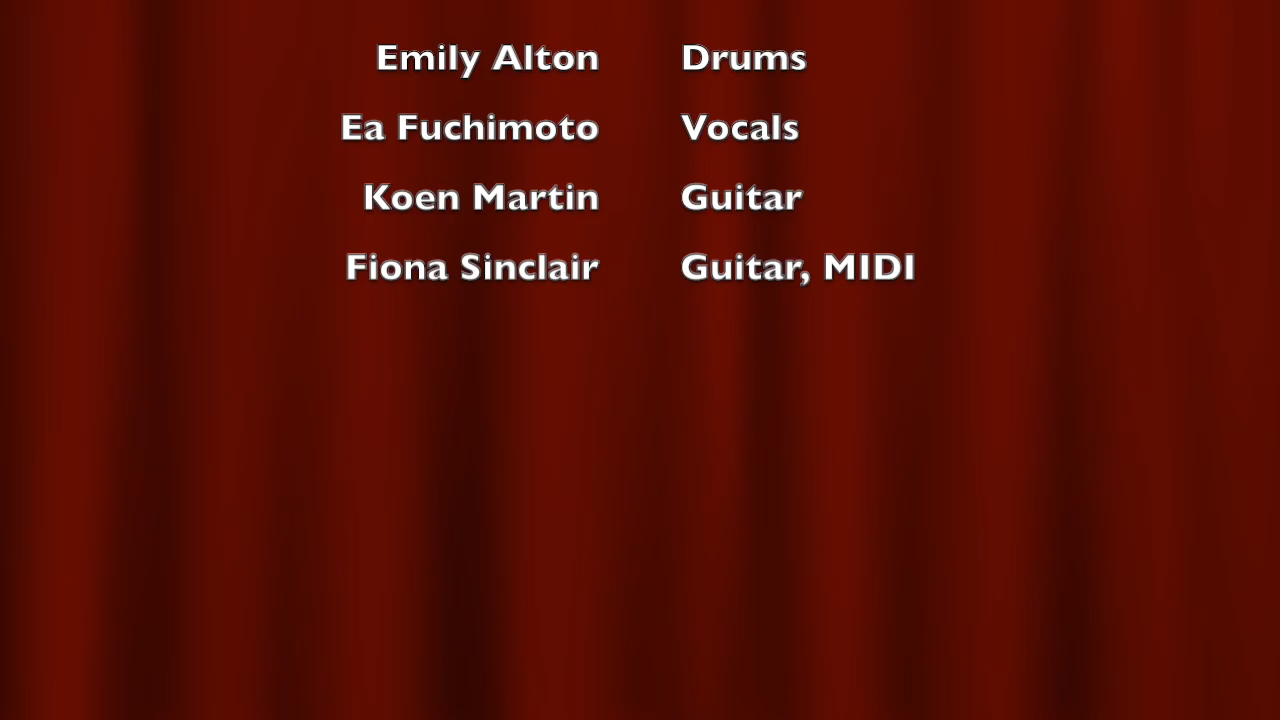 Emily Alton Drums
Ea Fuchimoto Vocals
Koen Martin Guitar
Fiona Sinclair Guitar, MIDI